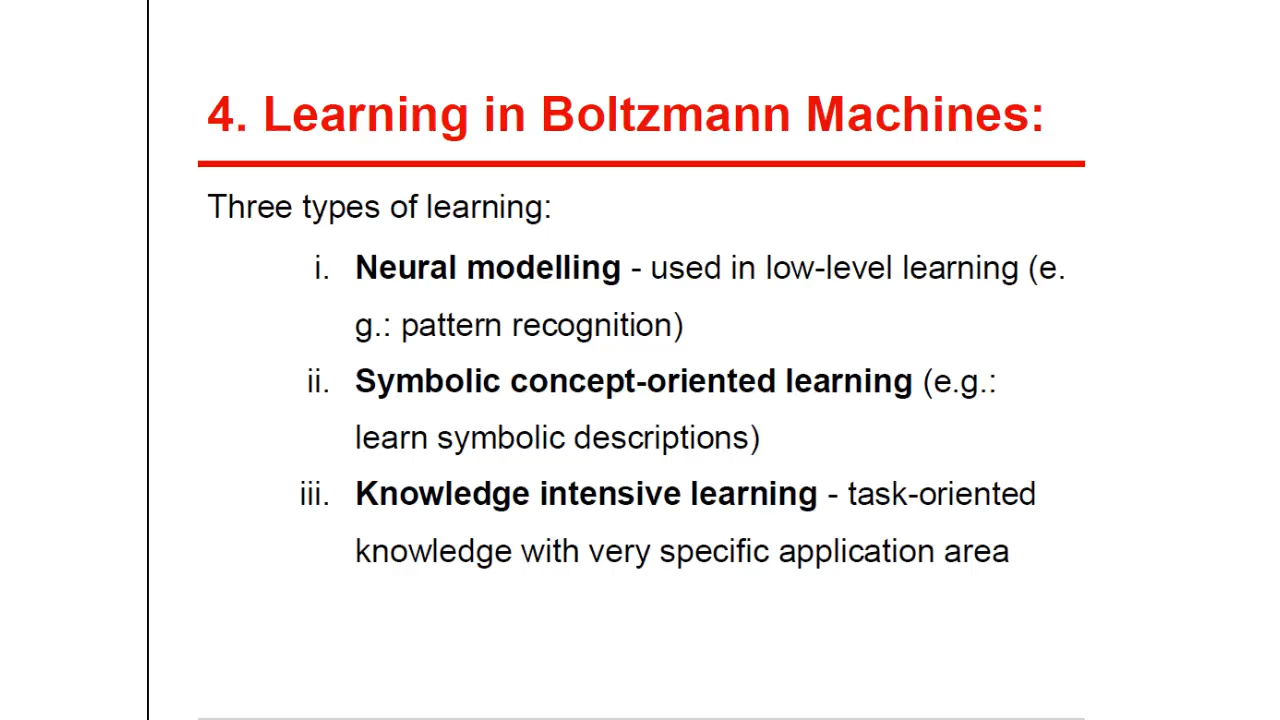 4. Learning in Boltzmann Machines:
Three types of learning:
i. Neural modelling - used in low-level learning (e.
g.: pattern recognition)
ii. Symbolic concept-oriented learning (e.g.:
learn symbolic descriptions)
iii. Knowledge intensive learning - task-oriented
knowledge with very specific application area